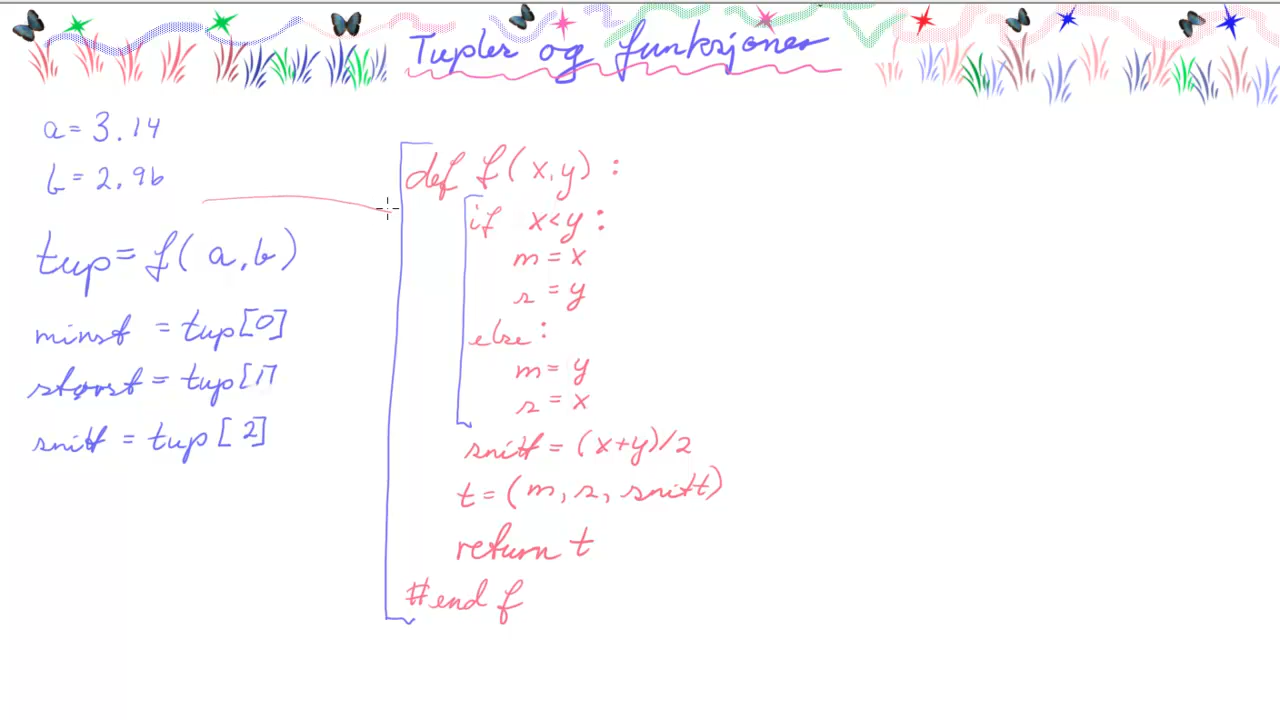 Tupler og funksjoner
a = 3.14
b = 2.96
tup = f(a,b)
minst = tup[0]
størst = tup[1]
snitt = tup[2]
def f(x,y):
if x<y:
m = x
s = y
else:
m = y
s = x
snitt = (x+y)/2
t = (m, s, snitt)
return t
#end f